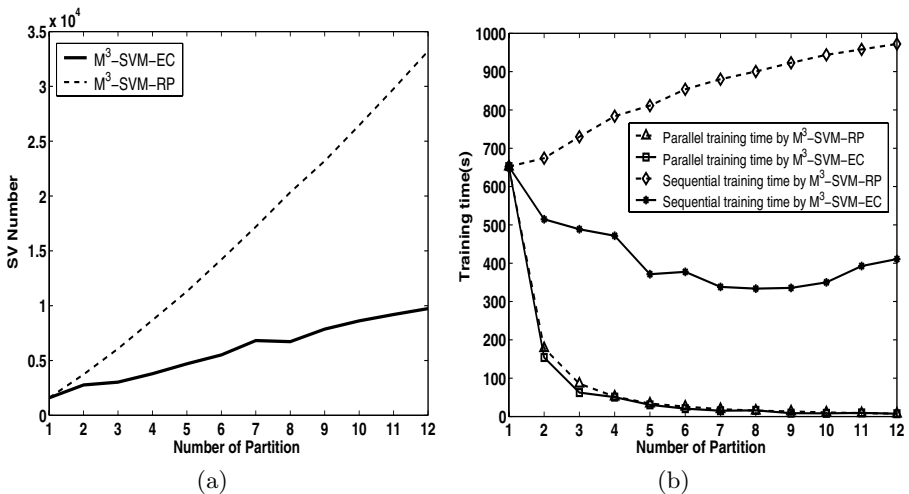 3.5 x 10^4
M³-SVM-EC
M³-SVM-RP
3
2.5
2
1.5
1
0.5
0
SV Number
1 2 3 4 5 6 7 8 9 10 11 12
Number of Partition
(a)
1000
900
800
700
600
500
400
300
200
100
0
Training time(s)
Parallel training time by M³-SVM-RP
Parallel training time by M³-SVM-EC
Sequential training time by M³-SVM-RP
Sequential training time by M³-SVM-EC
1 2 3 4 5 6 7 8 9 10 11 12
Number of Partition
(b)